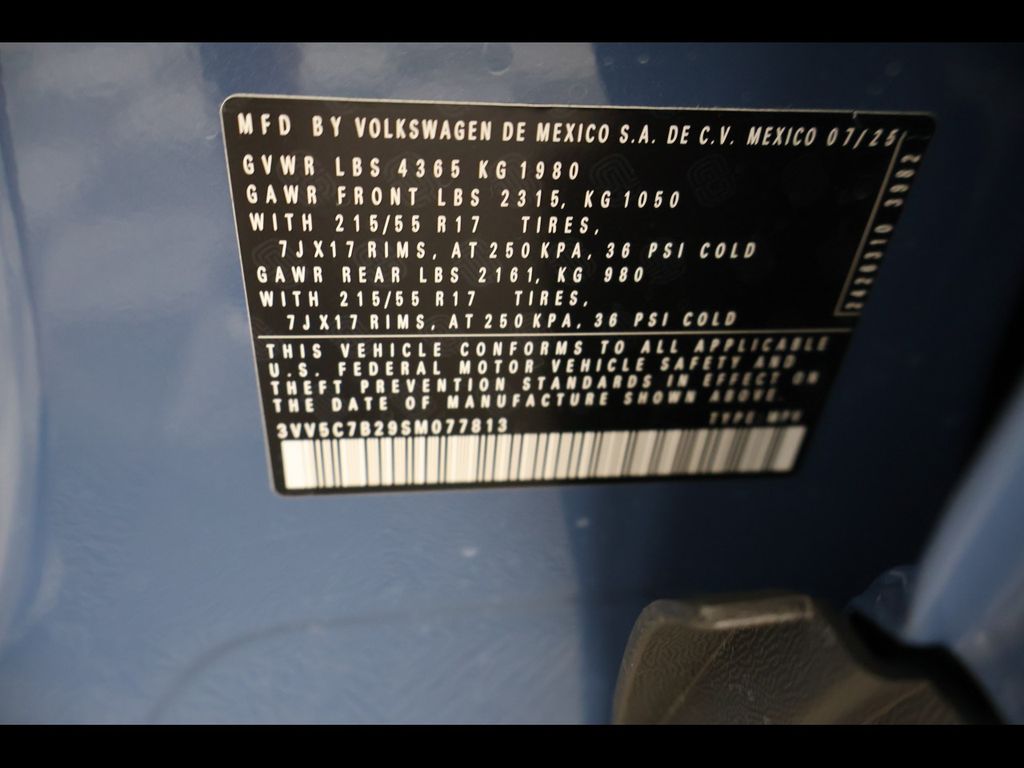 MFD BY VOLKSWAGEN DE MEXICO S.A. DE C.V. MEXICO 07/25
GVWR LBS 4365 KG 1980
GAWR FRONT LBS 2315, KG 1050
WITH 215/55 R17 TIRES,
7JX17 RIMS, AT 250 KPA, 36 PSI COLD
GAWR REAR LBS 2161, KG 980
WITH 215/55 R17 TIRES,
7JX17 RIMS, AT 250 KPA, 36 PSI COLD
THIS VEHICLE CONFORMS TO ALL APPLICABLE
U.S. FEDERAL MOTOR VEHICLE SAFETY AND
THEFT PREVENTION STANDARDS IN EFFECT ON
THE DATE OF MANUFACTURE SHOWN ABOVE.
3VV5C7B29SM077813 TYPE MPV